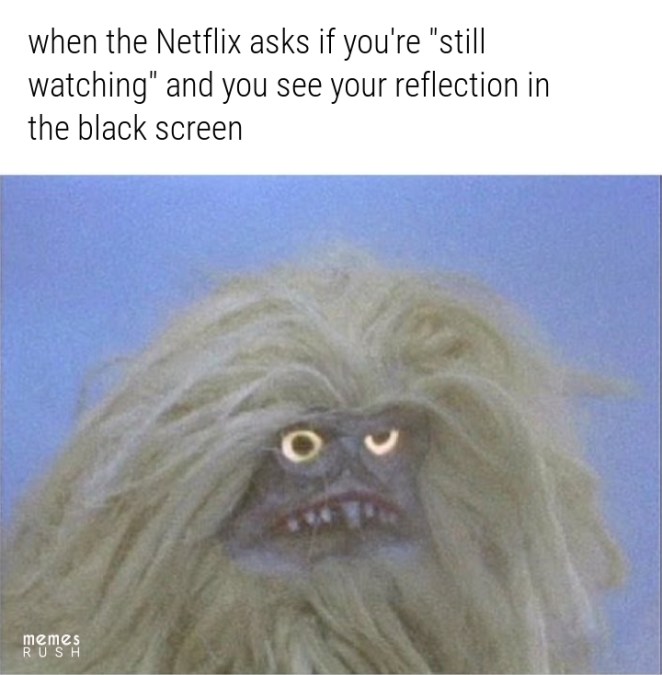 when the Netflix asks if you're "still
watching" and you see your reflection in
the black screen
memes
RUSH